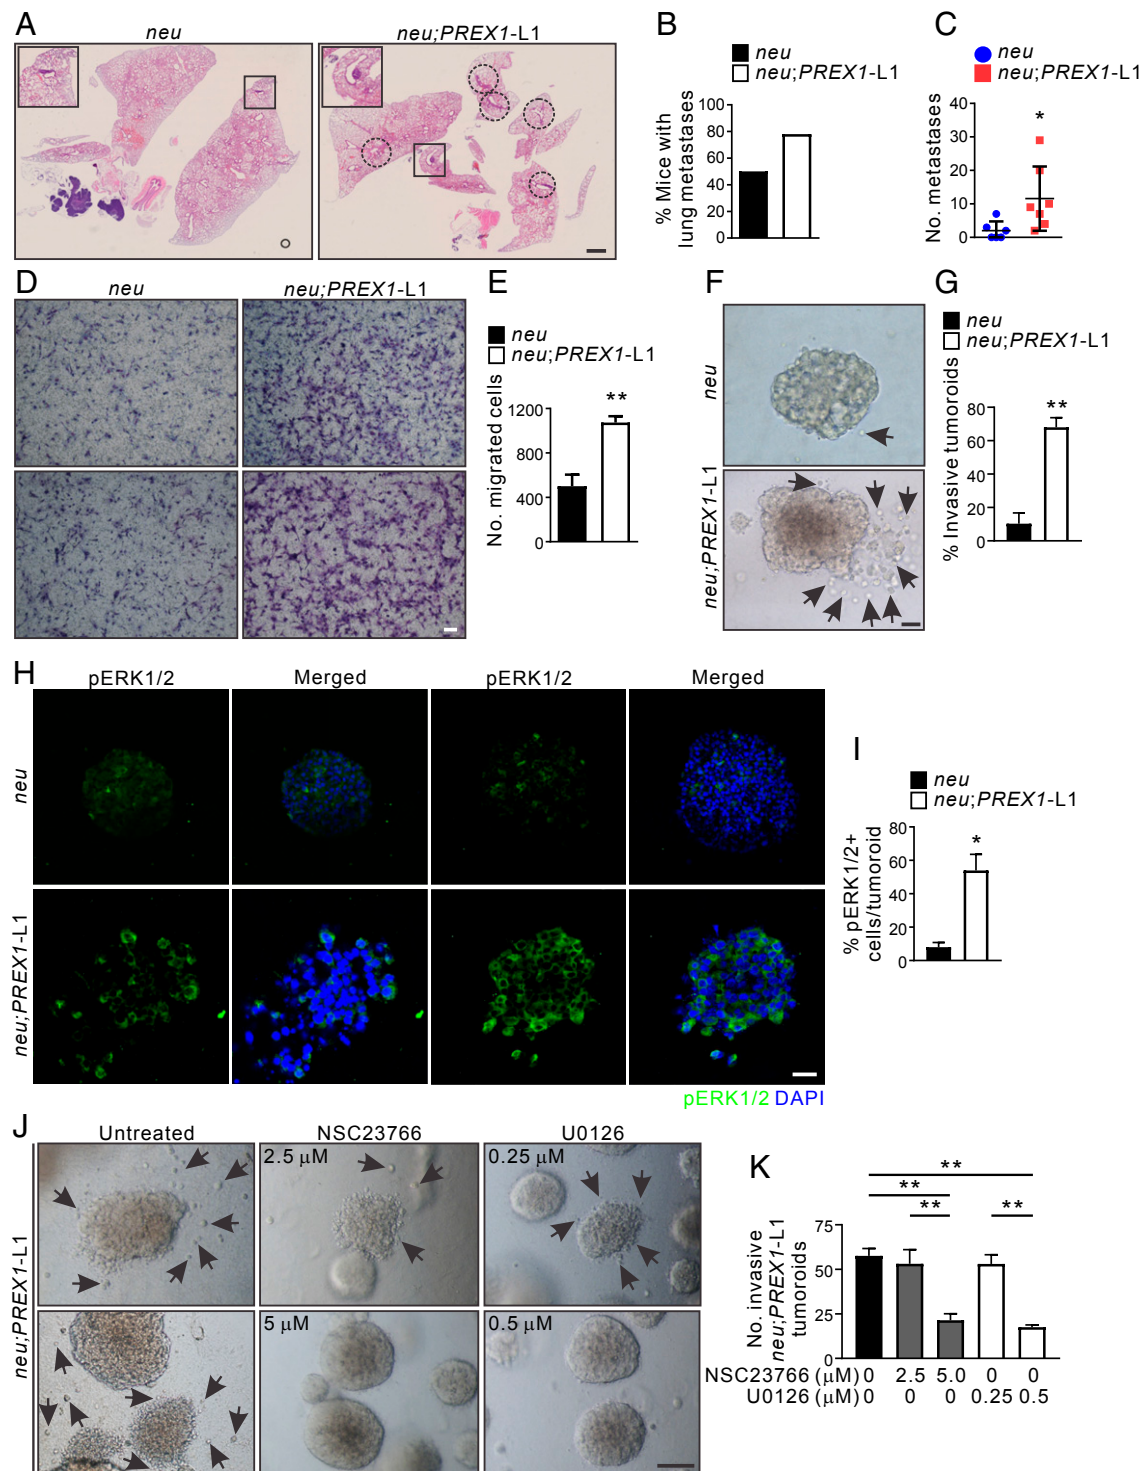 A
neu
neu;PREX1-L1
B
neu
neu;PREX1-L1
% Mice with
lung metastases
100
80
60
40
20
0
C
neu
neu;PREX1-L1
No. metastases
40
30
20
10
0
*
D
neu
neu;PREX1-L1
E
neu
neu;PREX1-L1
No. migrated cells
1200
800
400
0
**
F
neu
neu;PREX1-L1
G
neu
neu;PREX1-L1
% Invasive tumoroids
80
60
40
20
0
**
H
pERK1/2
Merged
pERK1/2
Merged
neu
neu;PREX1-L1
pERK1/2 DAPI
I
neu
neu;PREX1-L1
% pERK1/2+
cells/tumoroid
80
60
40
20
0
*
J
Untreated
NSC23766
U0126
neu;PREX1-L1
2.5 µM
0.25 µM
5 µM
0.5 µM
K
**
**
**
**
No. invasive
neu;PREX1-L1
tumoroids
75
50
25
0
NSC23766 (µM) 0 2.5 5.0 0 0
U0126 (µM) 0 0 0 0.25 0.5